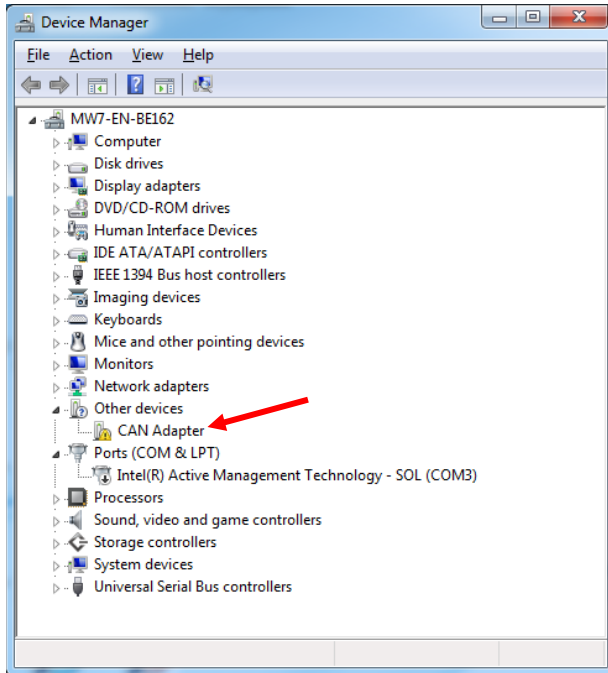 Device Manager
File Action View Help
MW7-EN-BE162
Computer
Disk drives
Display adapters
DVD/CD-ROM drives
Human Interface Devices
IDE ATA/ATAPI controllers
IEEE 1394 Bus host controllers
Imaging devices
Keyboards
Mice and other pointing devices
Monitors
Network adapters
Other devices
CAN Adapter
Ports (COM & LPT)
Intel(R) Active Management Technology - SOL (COM3)
Processors
Sound, video and game controllers
Storage controllers
System devices
Universal Serial Bus controllers